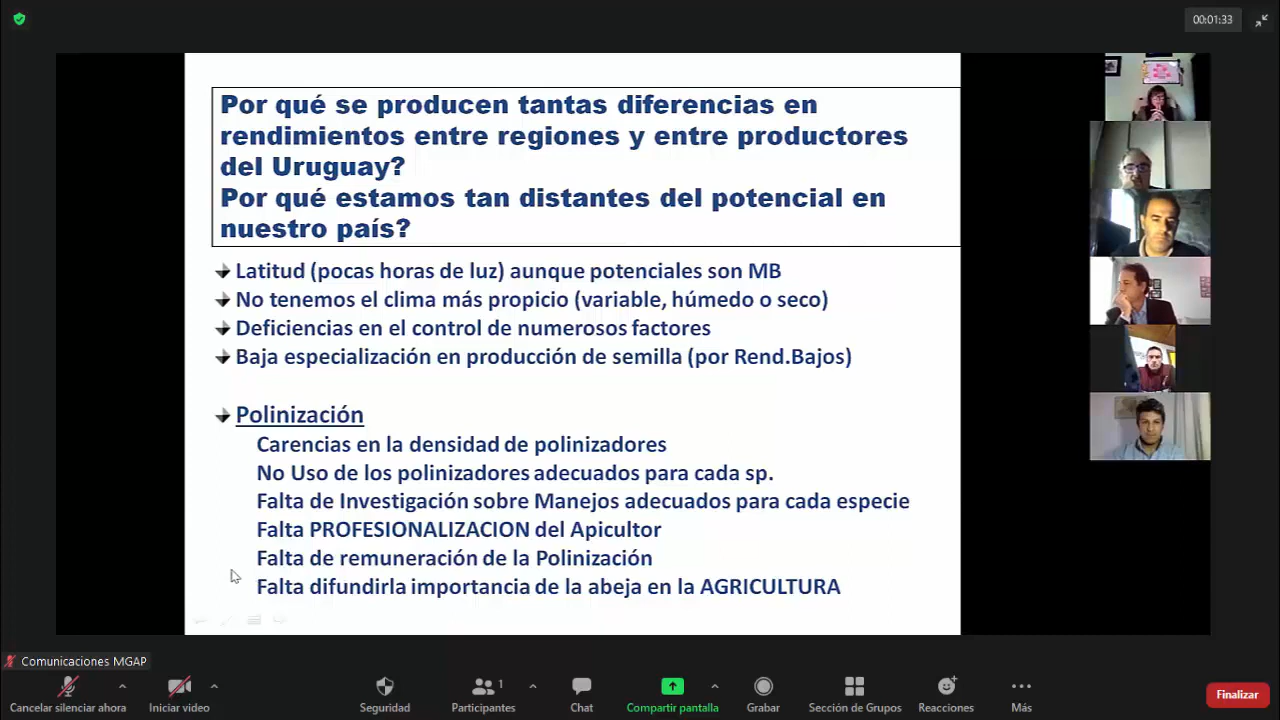 00:01:33
Por qué se producen tantas diferencias en
rendimientos entre regiones y entre productores
del Uruguay?
Por qué estamos tan distantes del potencial en
nuestro país?
Latitud (pocas horas de luz) aunque potenciales son MB
No tenemos el clima más propicio (variable, húmedo o seco)
Deficiencias en el control de numerosos factores
Baja especialización en producción de semilla (por Rend.Bajos)
Polinización
Carencias en la densidad de polinizadores
No Uso de los polinizadores adecuados para cada sp.
Falta de Investigación sobre Manejos adecuados para cada especie
Falta PROFESIONALIZACION del Apicultor
Falta de remuneración de la Polinización
Falta difundirla importancia de la abeja en la AGRICULTURA
Comunicaciones MGAP
Cancelar silenciar ahora
Iniciar video
Seguridad
1
Participantes
Chat
Compartir pantalla
Grabar
Sección de Grupos
Reacciones
Más
Finalizar